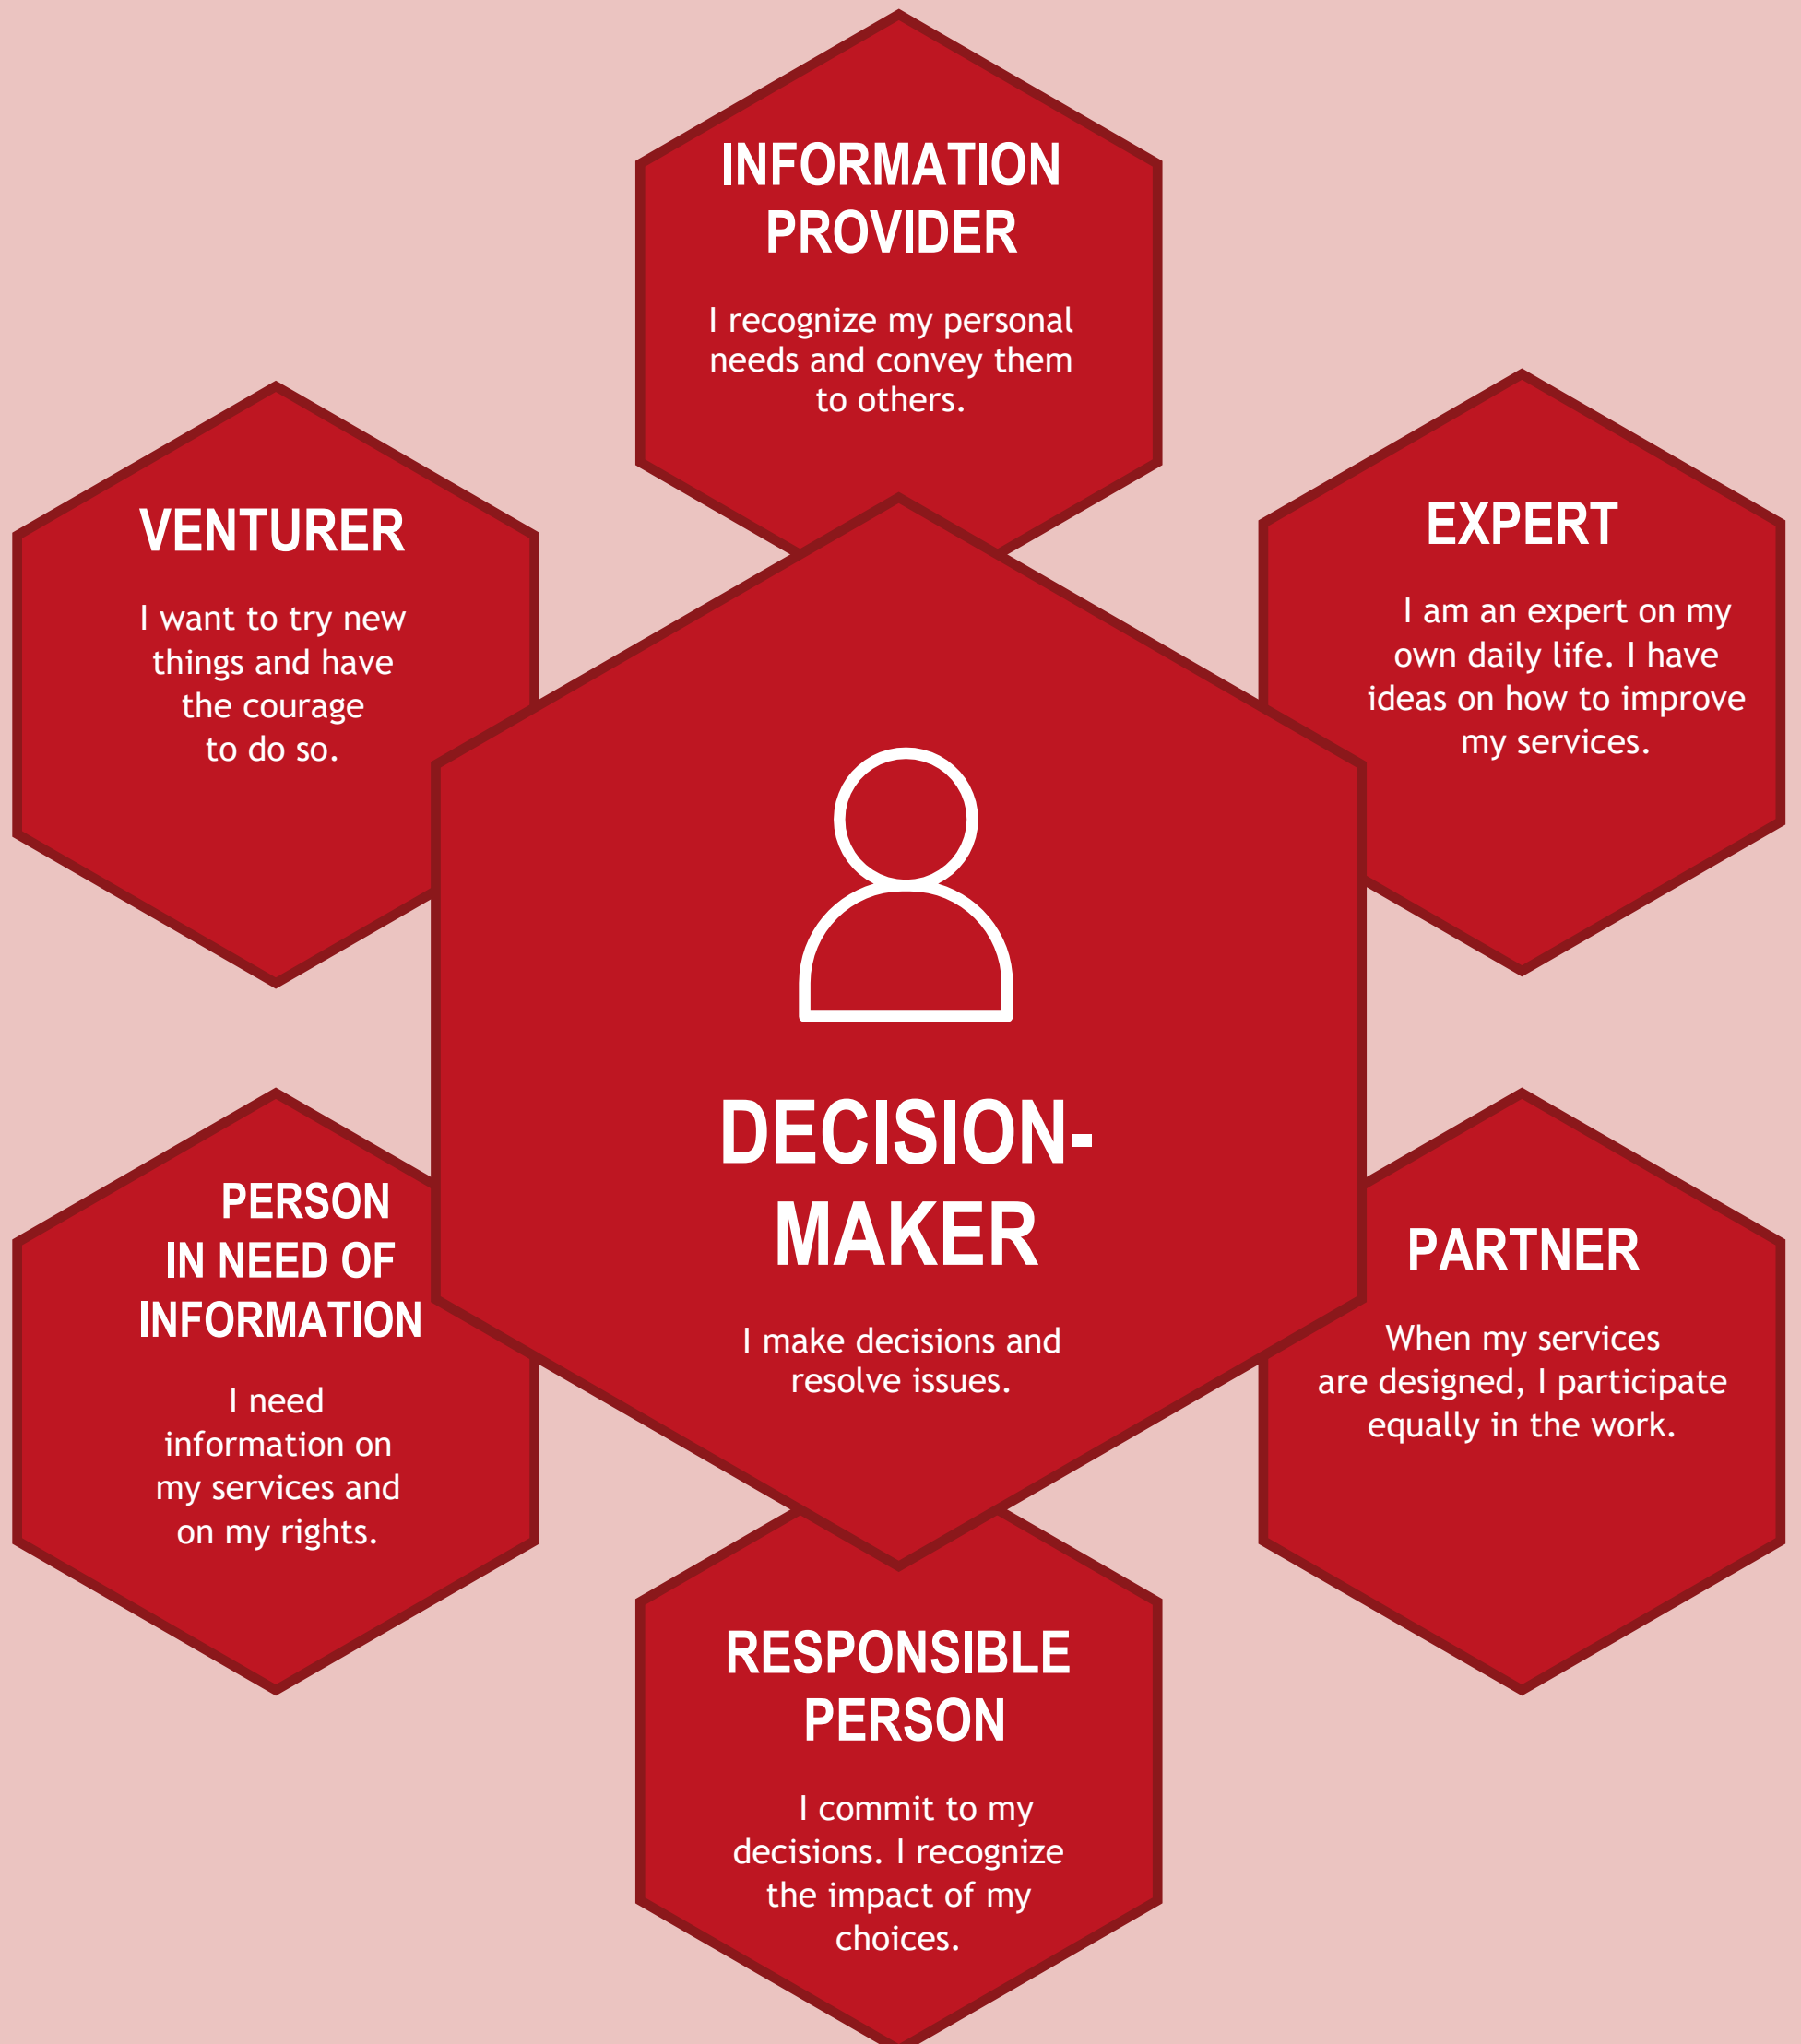 INFORMATION
PROVIDER
I recognize my personal
needs and convey them
to others.
VENTURER
I want to try new
things and have
the courage
to do so.
EXPERT
I am an expert on my
own daily life. I have
ideas on how to improve
my services.
DECISION-
MAKER
I make decisions and
resolve issues.
PERSON
IN NEED OF
INFORMATION
I need
information on
my services and
on my rights.
PARTNER
When my services
are designed, I participate
equally in the work.
RESPONSIBLE
PERSON
I commit to my
decisions. I recognize
the impact of my
choices.